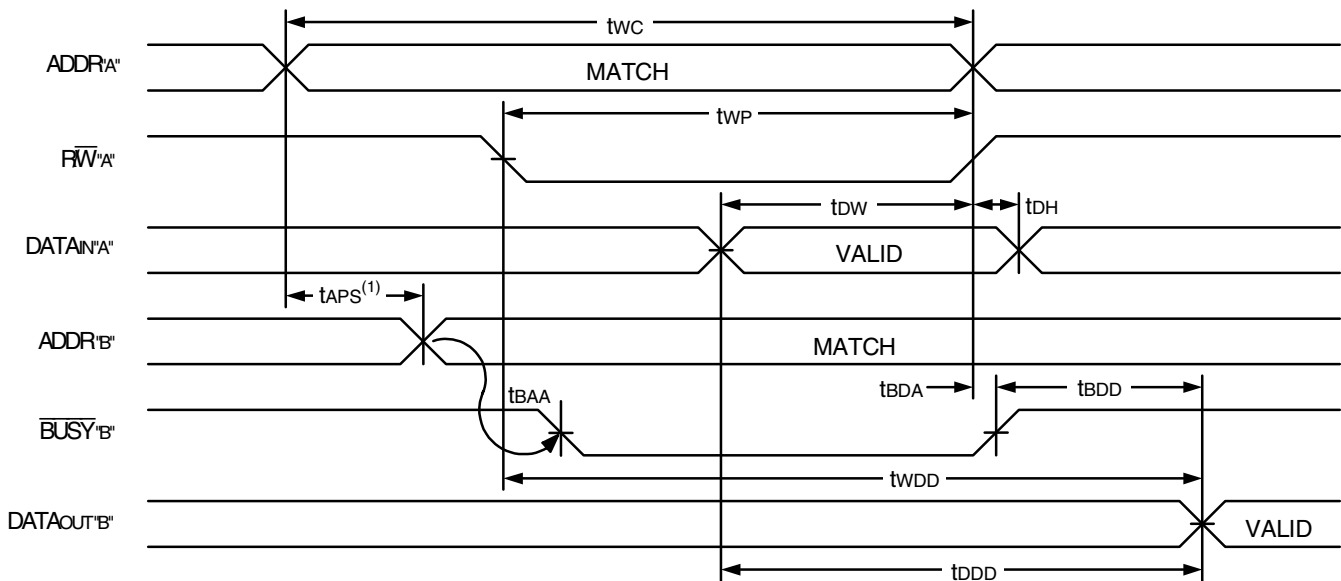 tWC
ADDR"A"
MATCH
tWP
R/W̅"A"
tDW
tDH
DATAIN"A"
VALID
tAPS(1)
ADDR"B"
MATCH
tBAA
tBDA
tBDD
B̅U̅S̅Y̅"B"
tWDD
DATAOUT"B"
VALID
tDDD